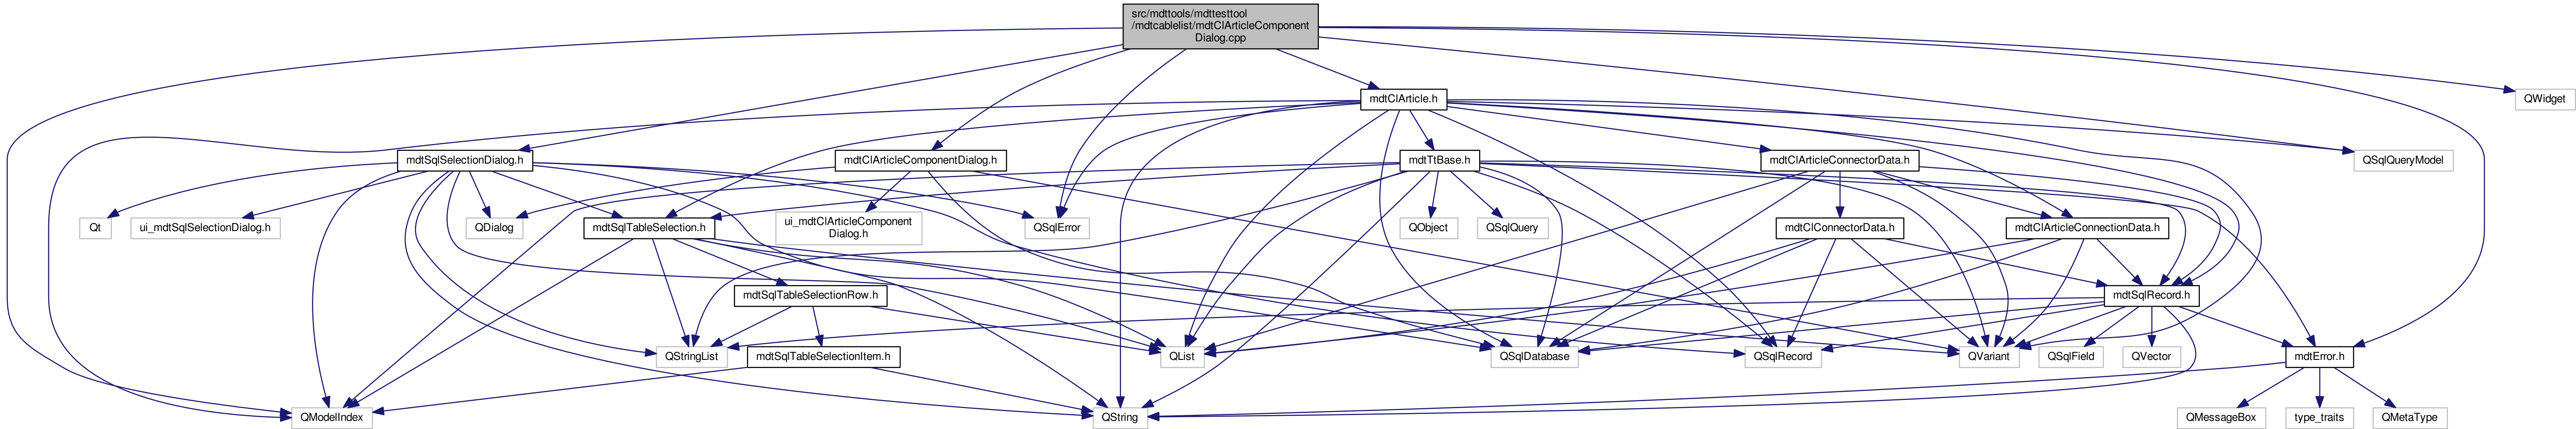 src/mdttools/mdttesttool
/mdtcablelist/mdtClArticleComponent
Dialog.cpp
mdtClArticle.h
QWidget
mdtSqlSelectionDialog.h
mdtClArticleComponentDialog.h
mdtTtBase.h
mdtClArticleConnectorData.h
QSqlQueryModel
Qt
ui_mdtSqlSelectionDialog.h
QDialog
mdtSqlTableSelection.h
ui_mdtClArticleComponent
Dialog.h
QSqlError
QObject
QSqlQuery
mdtClConnectorData.h
mdtClArticleConnectionData.h
mdtSqlTableSelectionRow.h
mdtSqlRecord.h
QStringList
mdtSqlTableSelectionItem.h
QList
QSqlDatabase
QSqlRecord
QVariant
QSqlField
QVector
mdtError.h
QModelIndex
QString
QMessageBox
type_traits
QMetaType